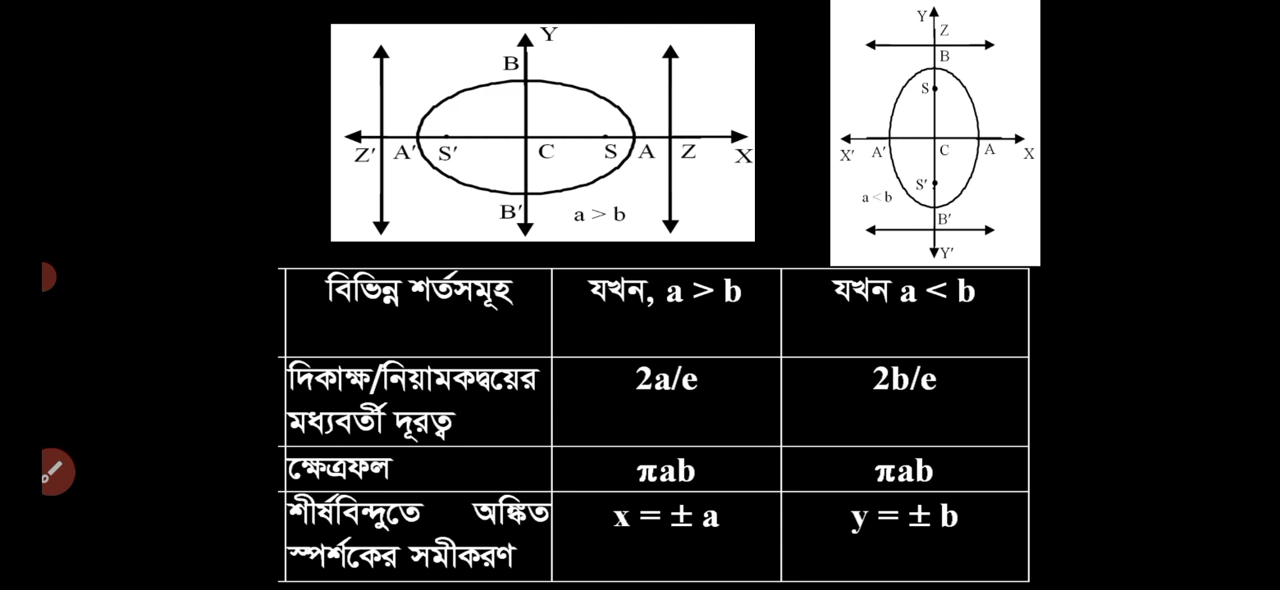 Y
B
Z' A' S' C S A Z X
B' a > b
Y
Z
B
S
X' A' C A X
S'
a < b
B'
Y'
বিভিন্ন শর্তসমূহ যখন, a > b যখন a < b
দিকাক্ষ/নিয়ামকদ্বয়ের 2a/e 2b/e
মধ্যবর্তী দূরত্ব
ক্ষেত্রফল πab πab
শীর্ষবিন্দুতে অঙ্কিত x = ± a y = ± b
স্পর্শকের সমীকরণ